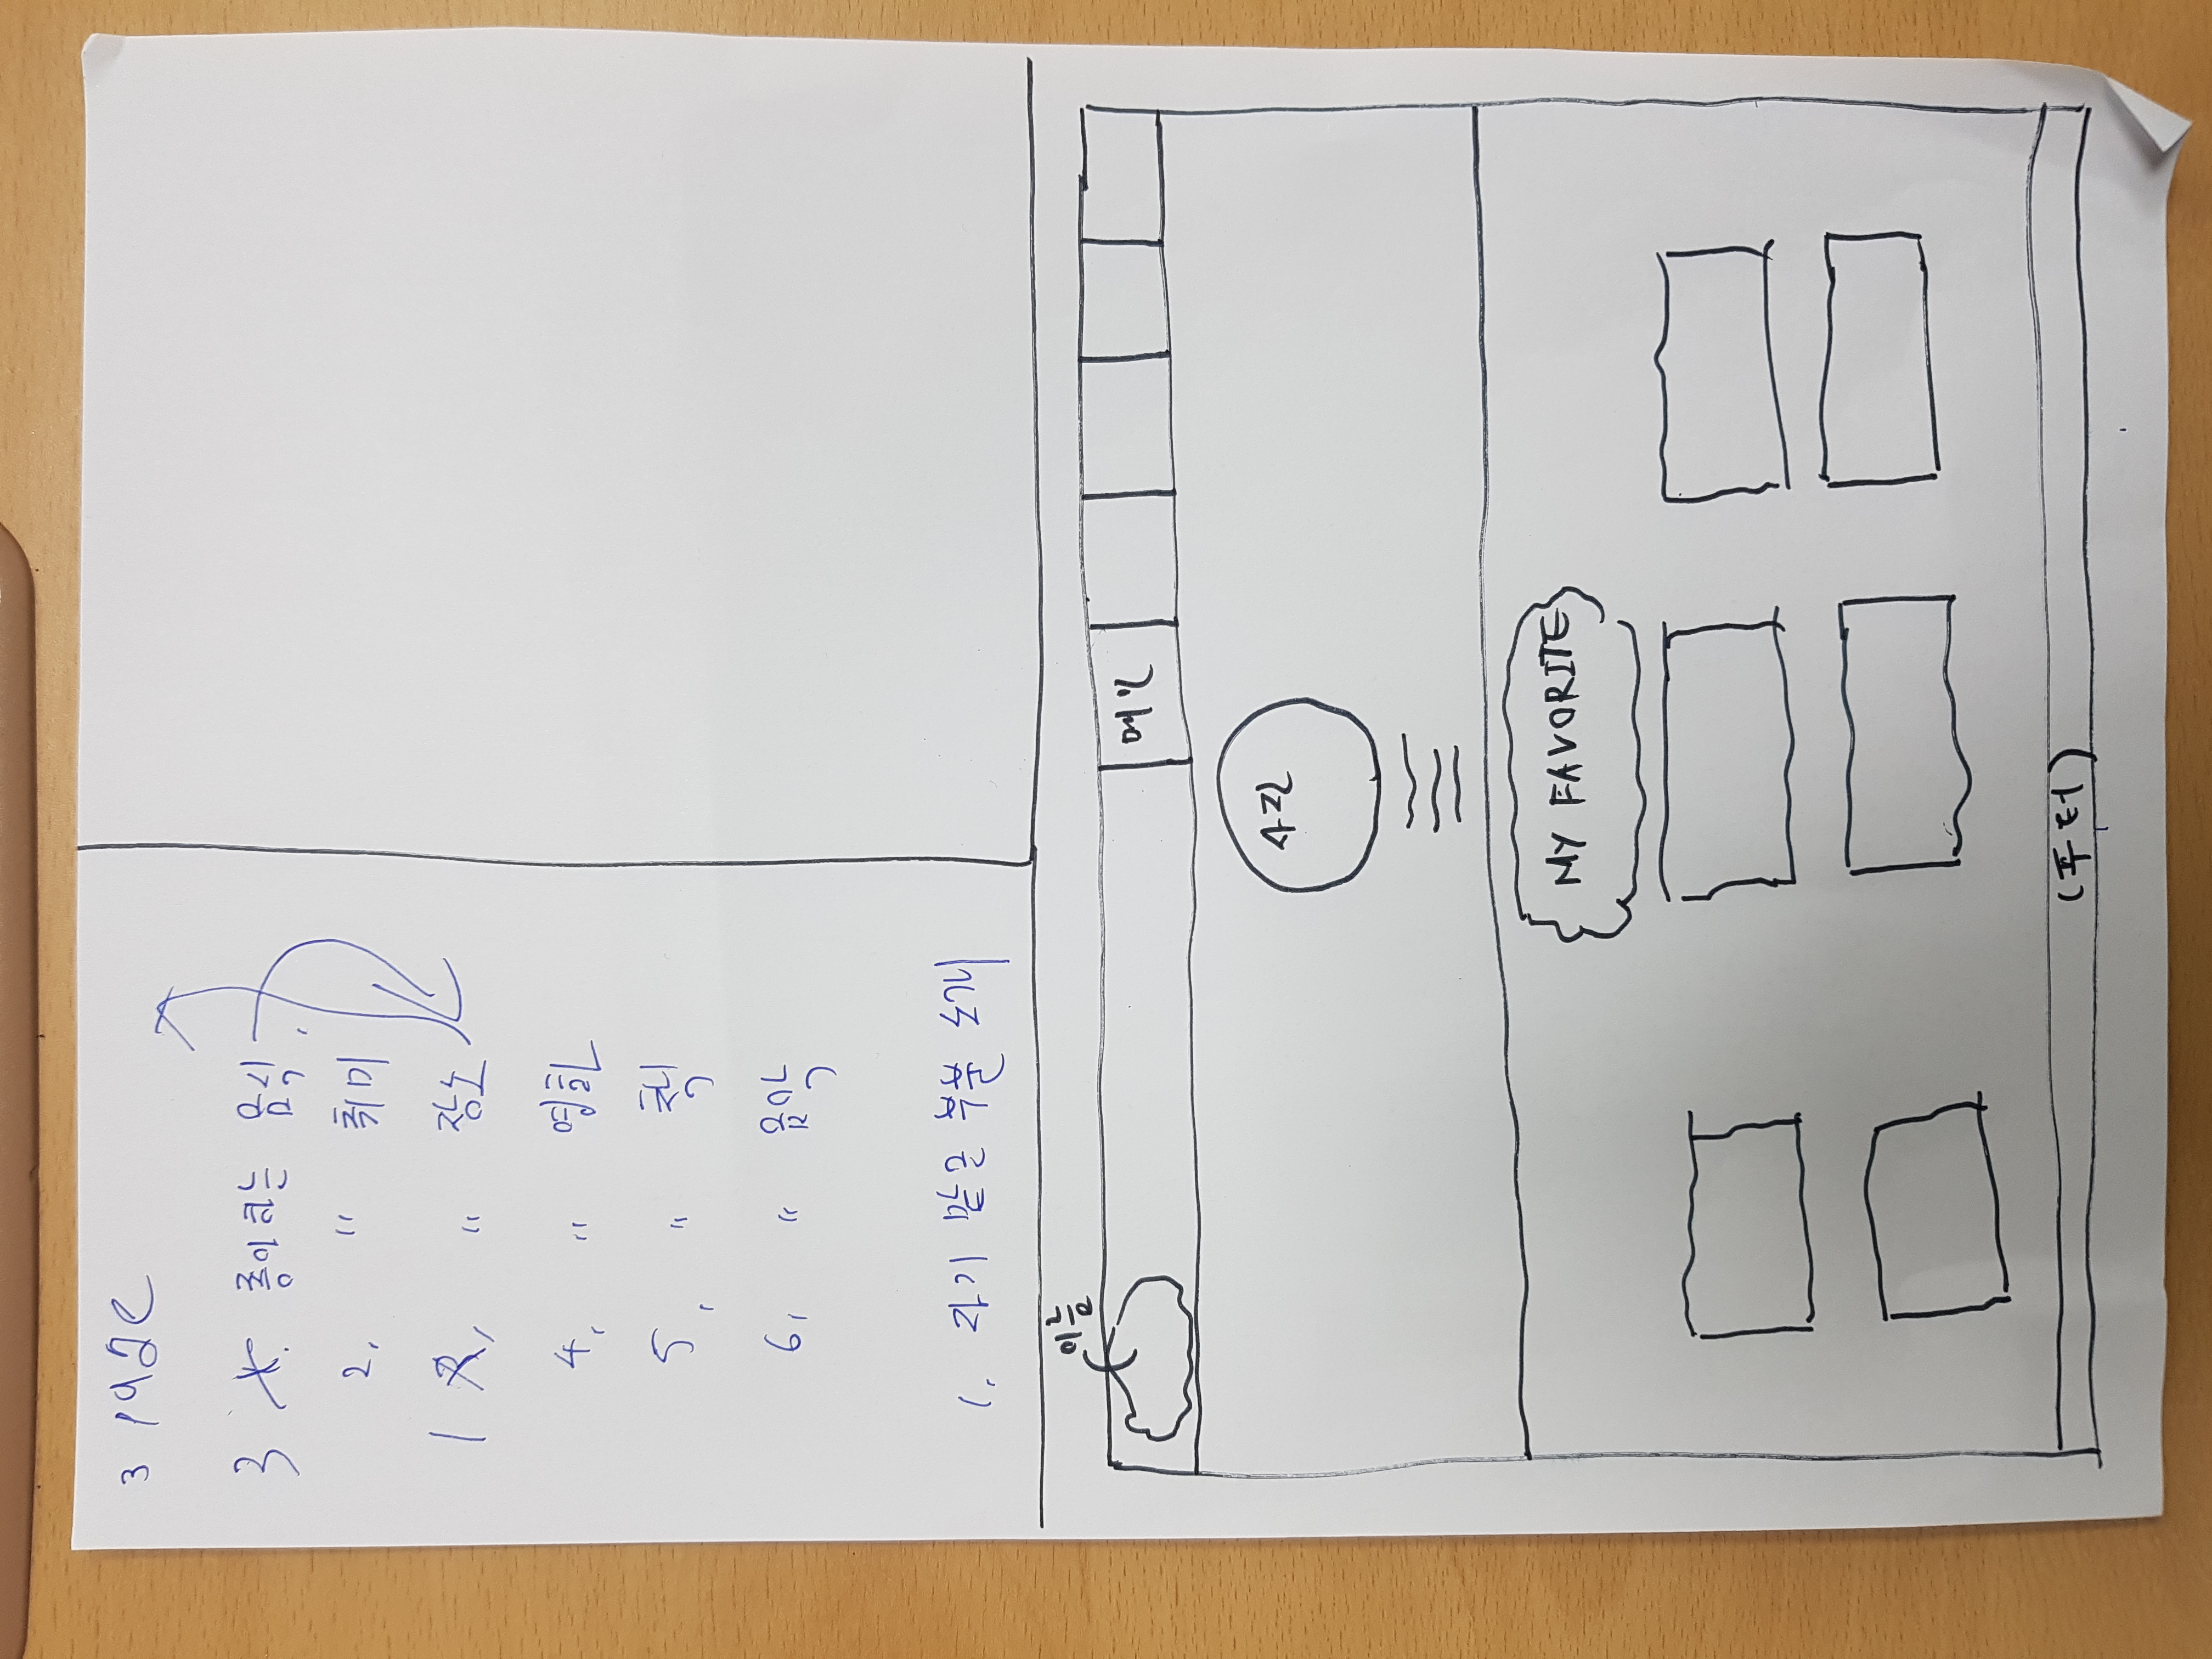 3 page
3 1. 좋아하는 음식.
2, " 취미
1 3, " 장소
4, " 영화
5, " 책
6, " 음악
1. 자기 맡은 부분 소개
이름
메인
사진
MY FAVORITE
(푸터)